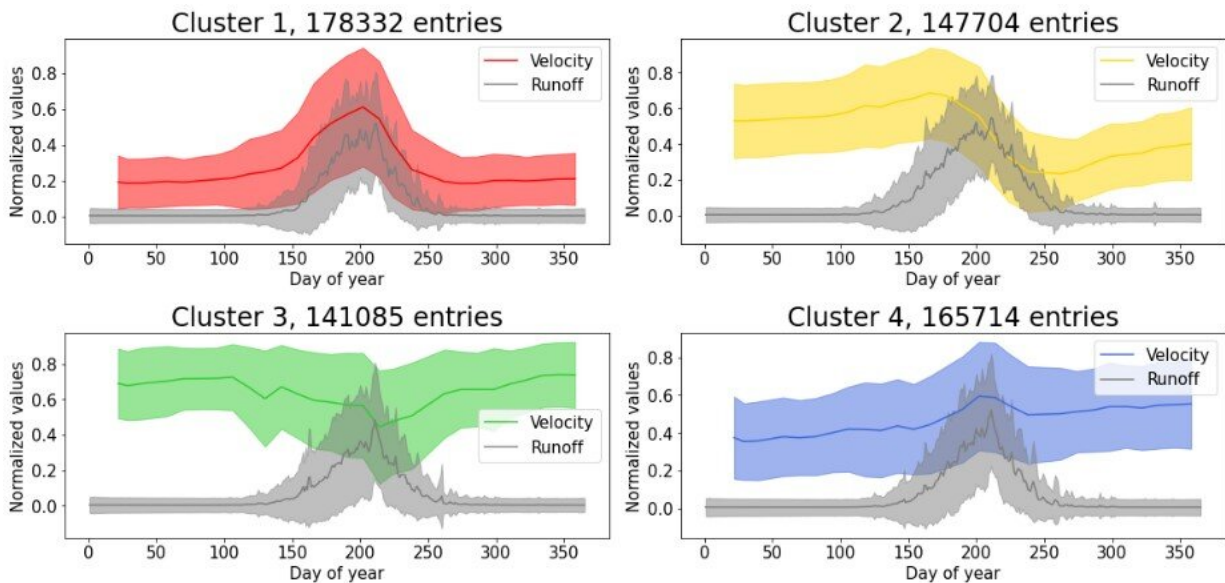 Cluster 1, 178332 entries
Normalized values
0.8
0.6
0.4
0.2
0.0
Velocity
Runoff
0 50 100 150 200 250 300 350
Day of year
Cluster 2, 147704 entries
Normalized values
0.8
0.6
0.4
0.2
0.0
Velocity
Runoff
0 50 100 150 200 250 300 350
Day of year
Cluster 3, 141085 entries
Normalized values
0.8
0.6
0.4
0.2
0.0
Velocity
Runoff
0 50 100 150 200 250 300 350
Day of year
Cluster 4, 165714 entries
Normalized values
0.8
0.6
0.4
0.2
0.0
Velocity
Runoff
0 50 100 150 200 250 300 350
Day of year